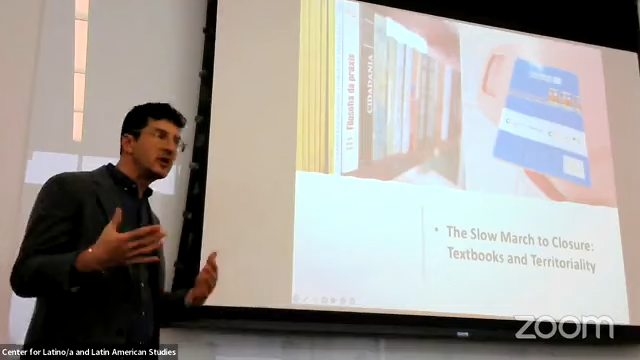 Filosofia da práxis
CIDADANIA
• The Slow March to Closure:
Textbooks and Territoriality
Center for Latino/a and Latin American Studies
zoom